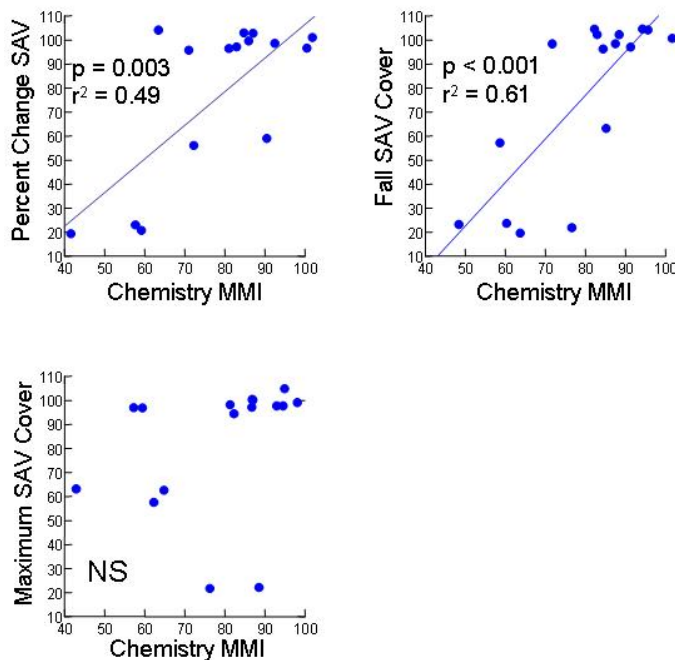 Percent Change SAV
110
100
90
80
70
60
50
40
30
20
10
p = 0.003
r² = 0.49
40 50 60 70 80 90 100
Chemistry MMI
Fall SAV Cover
110
100
90
80
70
60
50
40
30
20
10
p < 0.001
r² = 0.61
40 50 60 70 80 90 100
Chemistry MMI
Maximum SAV Cover
110
100
90
80
70
60
50
40
30
20
10
NS
40 50 60 70 80 90 100
Chemistry MMI